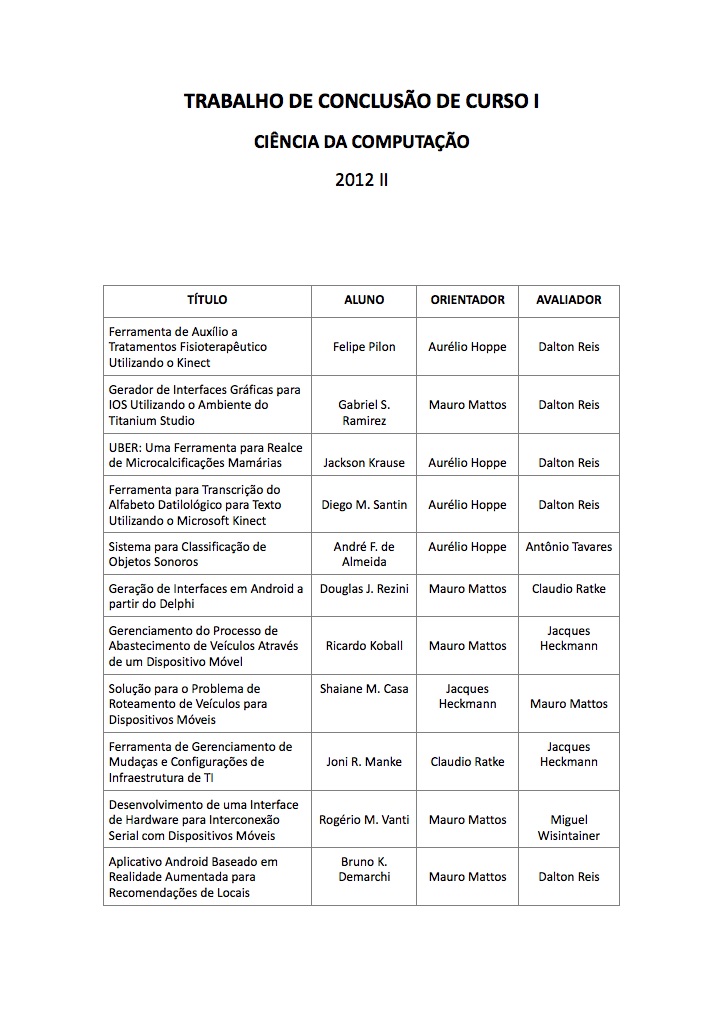 TRABALHO DE CONCLUSÃO DE CURSO I
CIÊNCIA DA COMPUTAÇÃO
2012 II
TÍTULO ALUNO ORIENTADOR AVALIADOR
Ferramenta de Auxílio a
Tratamentos Fisioterapêutico Felipe Pilon Aurélio Hoppe Dalton Reis
Utilizando o Kinect
Gerador de Interfaces Gráficas para
IOS Utilizando o Ambiente do Gabriel S. Mauro Mattos Dalton Reis
Titanium Studio Ramirez
UBER: Uma Ferramenta para Realce
de Microcalcificações Mamárias Jackson Krause Aurélio Hoppe Dalton Reis
Ferramenta para Transcrição do
Alfabeto Datilológico para Texto Diego M. Santin Aurélio Hoppe Dalton Reis
Utilizando o Microsoft Kinect
Sistema para Classificação de André F. de Aurélio Hoppe Antônio Tavares
Objetos Sonoros Almeida
Geração de Interfaces em Android a Douglas J. Rezini Mauro Mattos Claudio Ratke
partir do Delphi
Gerenciamento do Processo de Jacques
Abastecimento de Veículos Através Ricardo Koball Mauro Mattos Heckmann
de um Dispositivo Móvel
Solução para o Problema de Shaiane M. Casa Jacques
Roteamento de Veículos para Heckmann Mauro Mattos
Dispositivos Móveis
Ferramenta de Gerenciamento de Jacques
Mudaças e Configurações de Joni R. Manke Claudio Ratke Heckmann
Infraestrutura de TI
Desenvolvimento de uma Interface
de Hardware para Interconexão Rogério M. Vanti Mauro Mattos Miguel
Serial com Dispositivos Móveis Wisintainer
Aplicativo Android Baseado em Bruno K.
Realidade Aumentada para Demarchi Mauro Mattos Dalton Reis
Recomendações de Locais